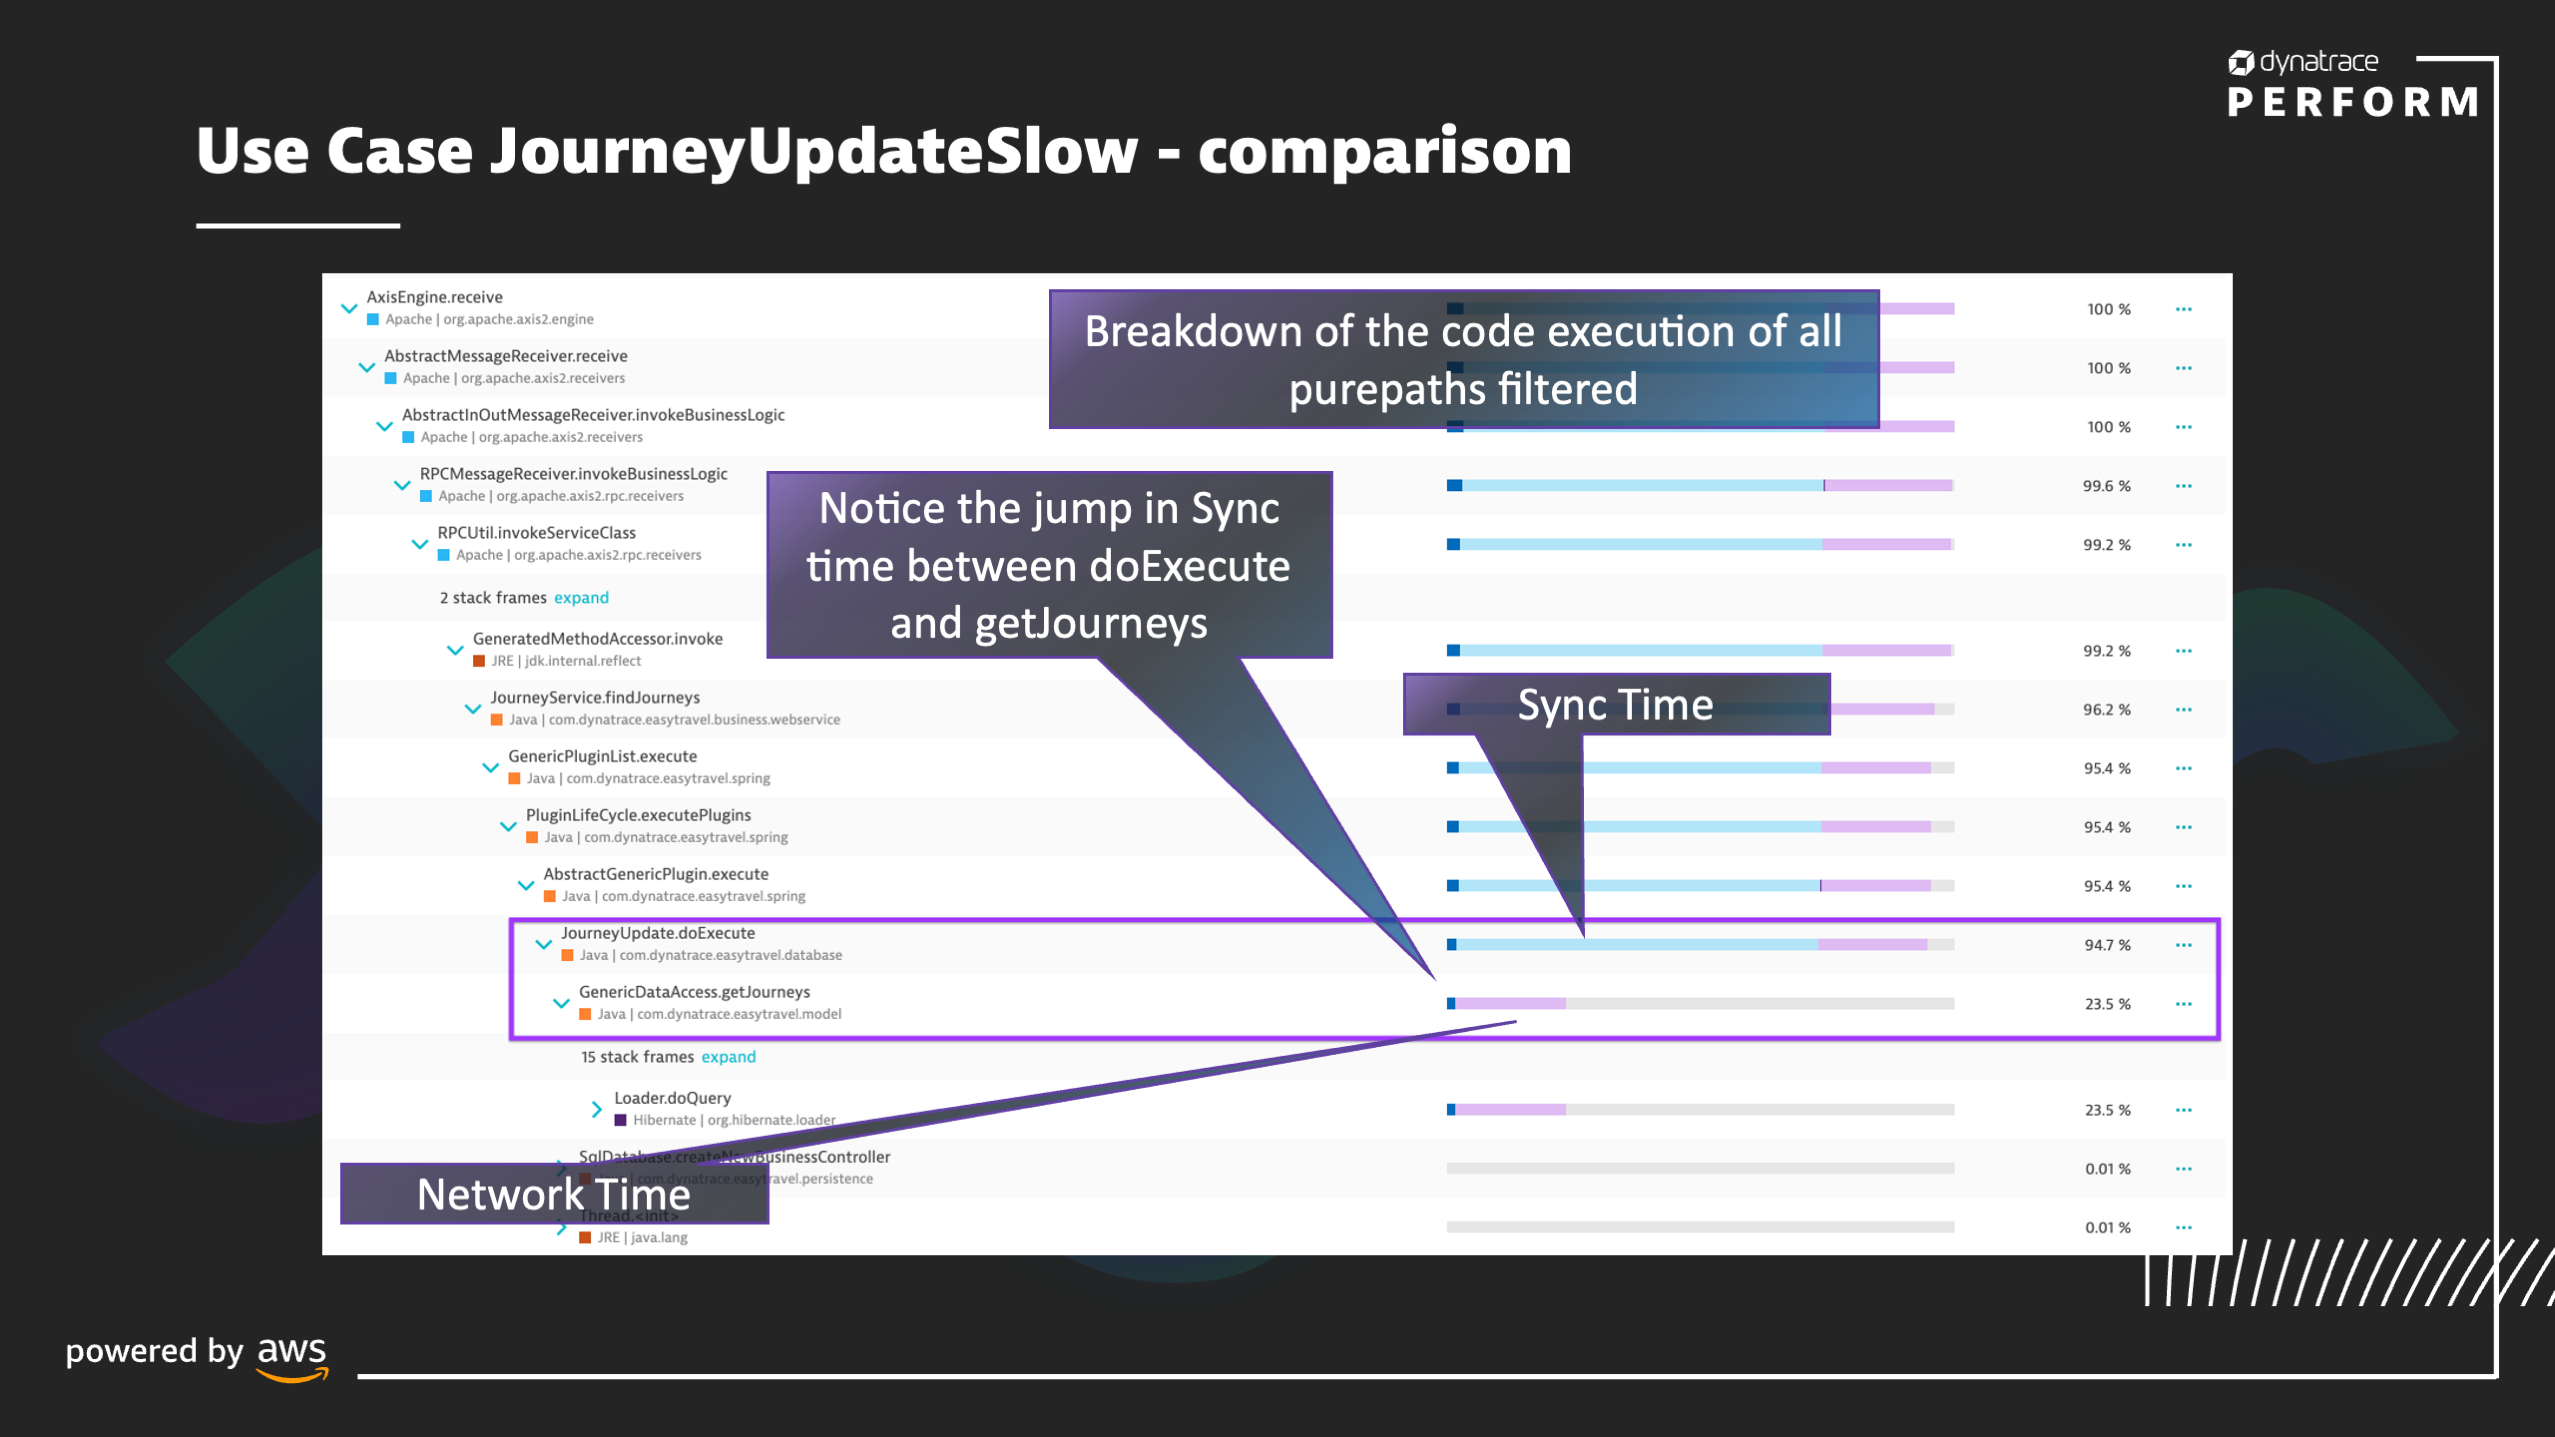 dynatrace
PERFORM
Use Case JourneyUpdateSlow - comparison
AxisEngine.receive
Apache | org.apache.axis2.engine
100 %
Breakdown of the code execution of all
purepaths filtered
AbstractMessageReceiver.receive
Apache | org.apache.axis2.receivers
100 %
AbstractInOutMessageReceiver.invokeBusinessLogic
Apache | org.apache.axis2.receivers
100 %
RPCMessageReceiver.invokeBusinessLogic
Apache | org.apache.axis2.rpc.receivers
99.6 %
Notice the jump in Sync
time between doExecute
and getJourneys
RPCUtil.invokeServiceClass
Apache | org.apache.axis2.rpc.receivers
99.2 %
2 stack frames expand
GeneratedMethodAccessor.invoke
JRE | jdk.internal.reflect
99.2 %
JourneyService.findJourneys
Java | com.dynatrace.easytravel.business.webservice
96.2 %
Sync Time
GenericPluginList.execute
Java | com.dynatrace.easytravel.spring
95.4 %
PluginLifeCycle.executePlugins
Java | com.dynatrace.easytravel.spring
95.4 %
AbstractGenericPlugin.execute
Java | com.dynatrace.easytravel.spring
95.4 %
JourneyUpdate.doExecute
Java | com.dynatrace.easytravel.database
94.7 %
GenericDataAccess.getJourneys
Java | com.dynatrace.easytravel.model
23.5 %
15 stack frames expand
Loader.doQuery
Hibernate | org.hibernate.loader
23.5 %
SqlDatabase.createNewBusinessController
Java | com.dynatrace.easytravel.persistence
0.01 %
Network Time
Thread.<init>
JRE | java.lang
0.01 %
powered by aws